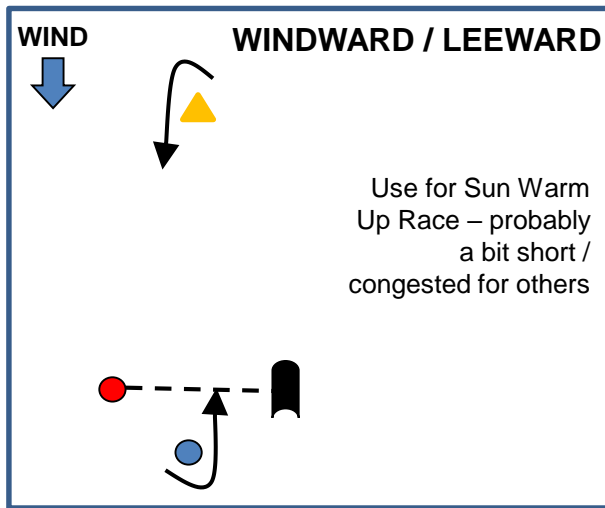 WIND
WINDWARD / LEEWARD
Use for Sun Warm
Up Race – probably
a bit short /
congested for others